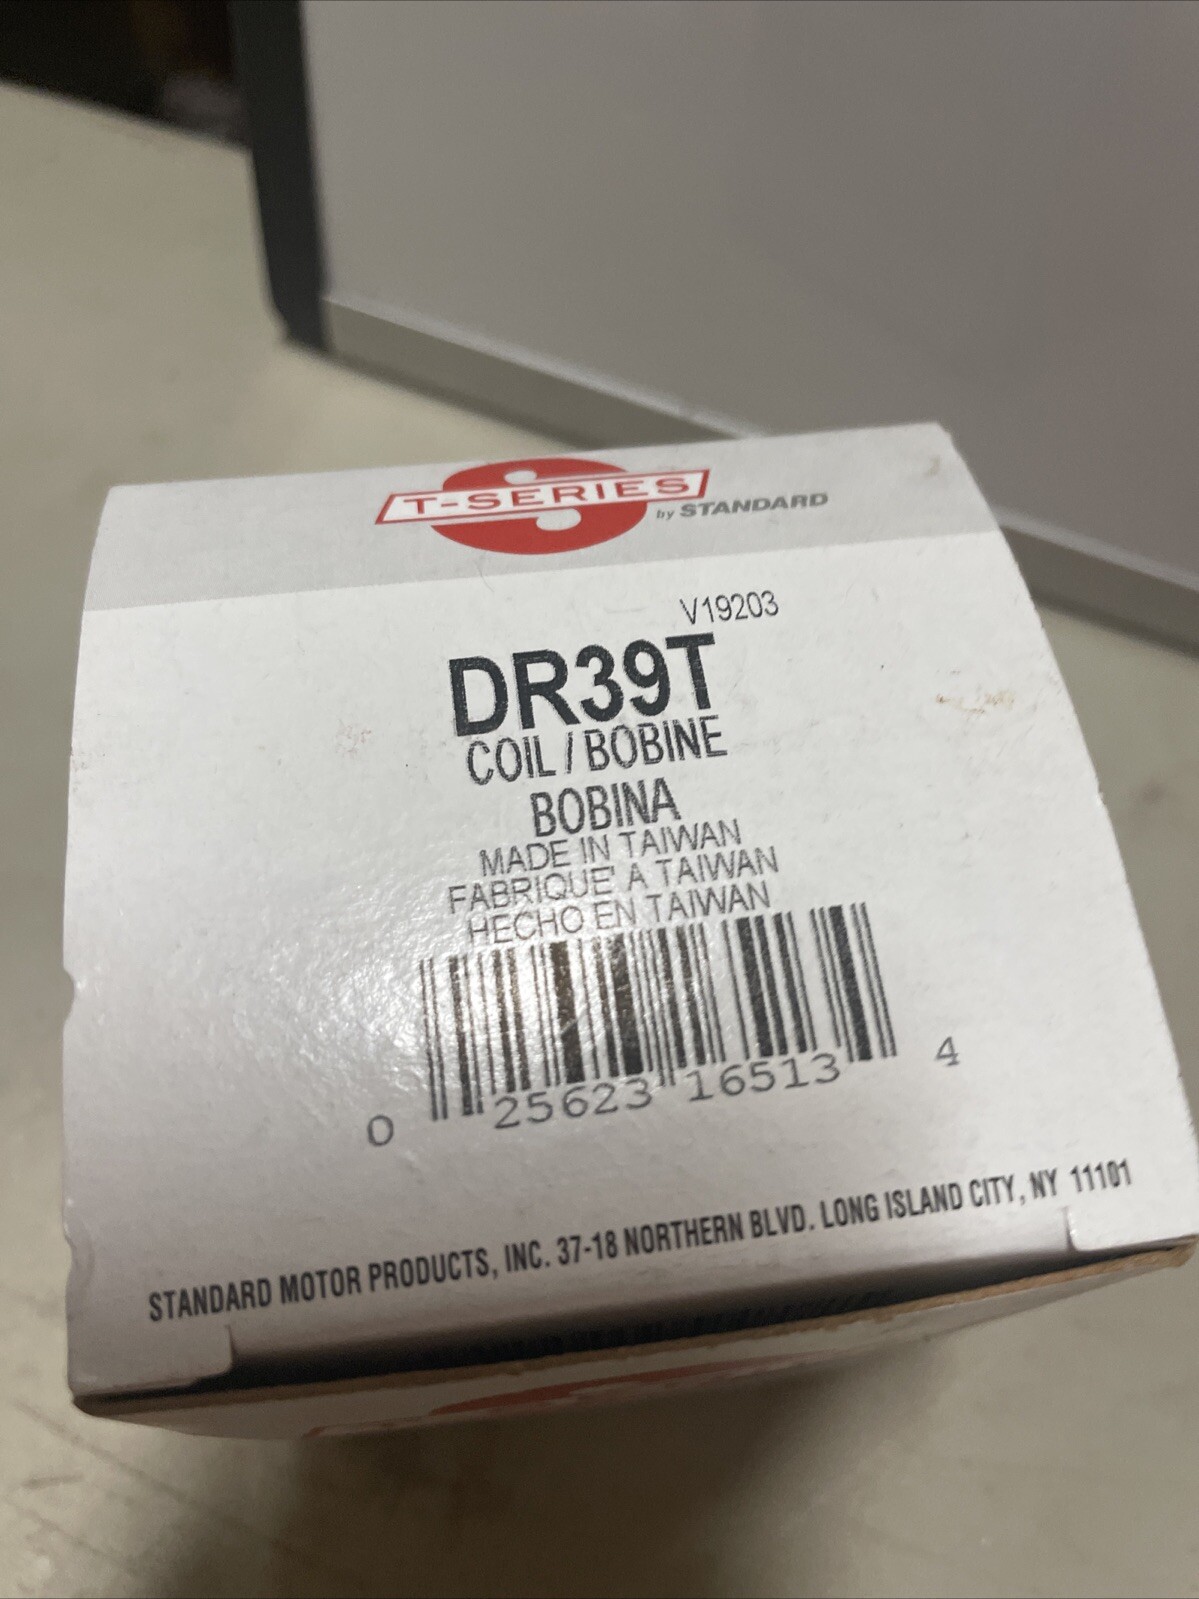 T-SERIES
by STANDARD
V19203
DR39T
COIL / BOBINE
BOBINA
MADE IN TAIWAN
FABRIQUE' A TAIWAN
HECHO EN TAIWAN
0 25623 16513 4
STANDARD MOTOR PRODUCTS, INC. 37-18 NORTHERN BLVD. LONG ISLAND CITY, NY 11101